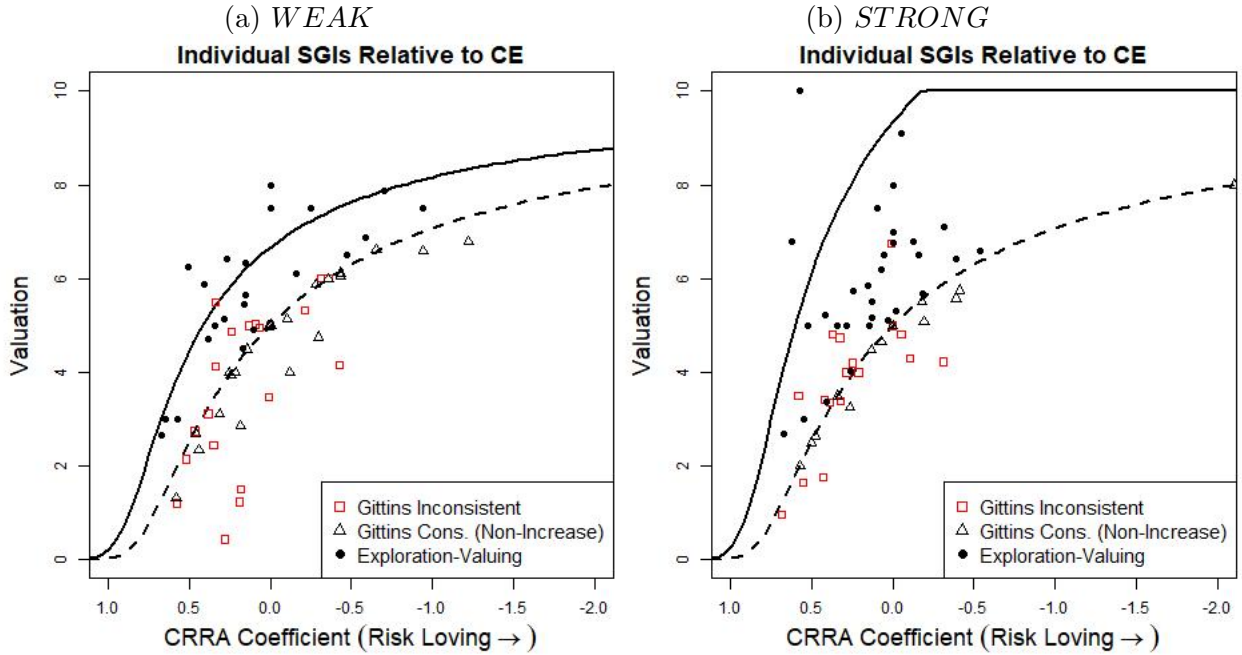 (a) WEAK
Individual SGIs Relative to CE
Valuation
10
8
6
4
2
0
Gittins Inconsistent
Gittins Cons. (Non-Increase)
Exploration-Valuing
1.0 0.5 0.0 -0.5 -1.0 -1.5 -2.0
CRRA Coefficient (Risk Loving →)
(b) STRONG
Individual SGIs Relative to CE
Valuation
10
8
6
4
2
0
Gittins Inconsistent
Gittins Cons. (Non-Increase)
Exploration-Valuing
1.0 0.5 0.0 -0.5 -1.0 -1.5 -2.0
CRRA Coefficient (Risk Loving →)